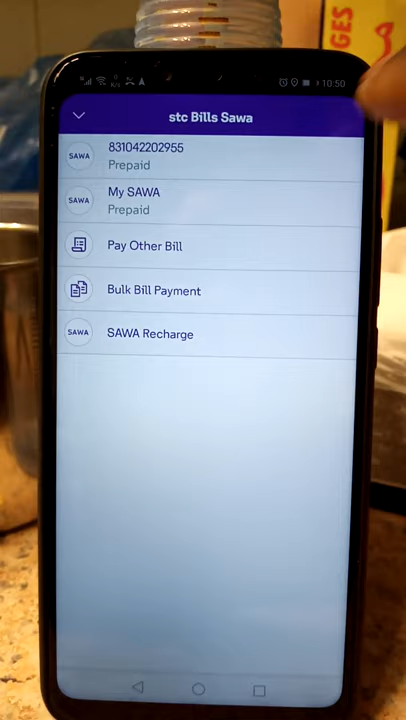 GES
10:50
stc Bills Sawa
SAWA
831042202955
Prepaid
SAWA
My SAWA
Prepaid
Pay Other Bill
Bulk Bill Payment
SAWA
SAWA Recharge